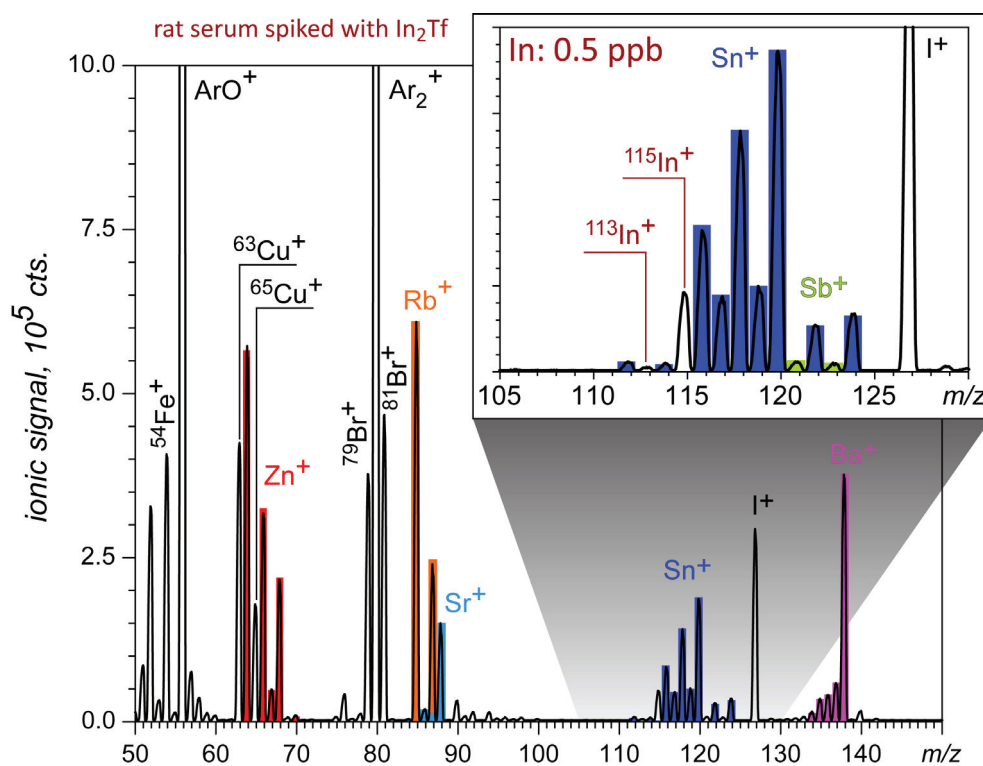 rat serum spiked with In₂Tf
ionic signal, 10⁵ cts.
10.0
7.5
5.0
2.5
0.0
ArO⁺
Ar₂⁺
⁶³Cu⁺
⁶⁵Cu⁺
⁵⁴Fe⁺
Zn⁺
⁷⁹Br⁺
⁸¹Br⁺
Rb⁺
Sr⁺
Sn⁺
I⁺
Ba⁺
50 60 70 80 90 100 110 120 130 140 m/z
In: 0.5 ppb
Sn⁺
I⁺
¹¹⁵In⁺
¹¹³In⁺
Sb⁺
105 110 115 120 125 m/z